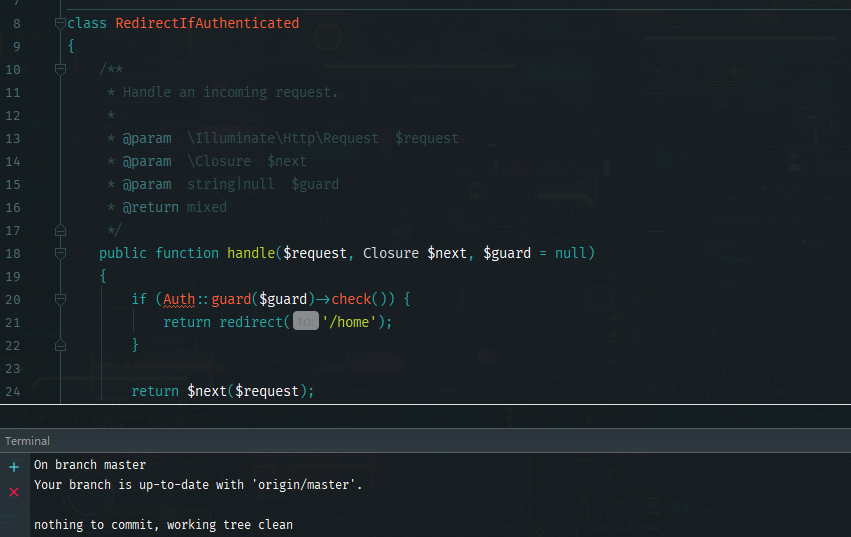 7
8 class RedirectIfAuthenticated
9 {
10 /**
11 * Handle an incoming request.
12 *
13 * @param  \Illuminate\Http\Request  $request
14 * @param  \Closure  $next
15 * @param  string|null  $guard
16 * @return mixed
17 */
18 public function handle($request, Closure $next, $guard = null)
19 {
20 if (Auth::guard($guard)->check()) {
21 return redirect( to: '/home');
22 }
23
24 return $next($request);
Terminal
On branch master
Your branch is up-to-date with 'origin/master'.
nothing to commit, working tree clean